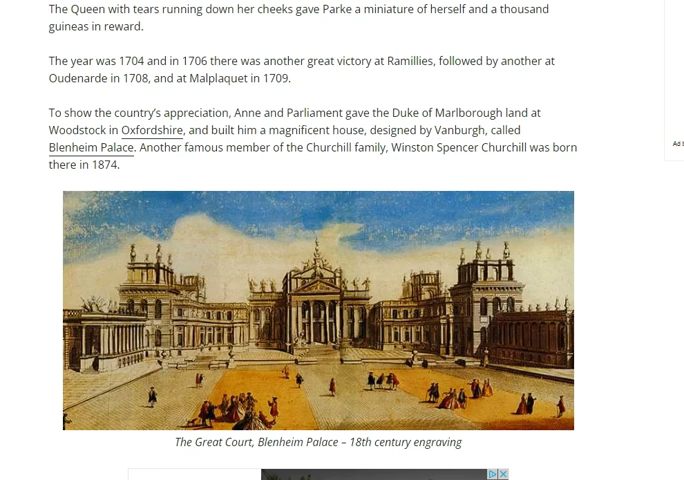 The Queen with tears running down her cheeks gave Parke a miniature of herself and a thousand
guineas in reward.
The year was 1704 and in 1706 there was another great victory at Ramillies, followed by another at
Oudenarde in 1708, and at Malplaquet in 1709.
To show the country's appreciation, Anne and Parliament gave the Duke of Marlborough land at
Woodstock in Oxfordshire, and built him a magnificent house, designed by Vanburgh, called
Blenheim Palace. Another famous member of the Churchill family, Winston Spencer Churchill was born
there in 1874.
The Great Court, Blenheim Palace – 18th century engraving